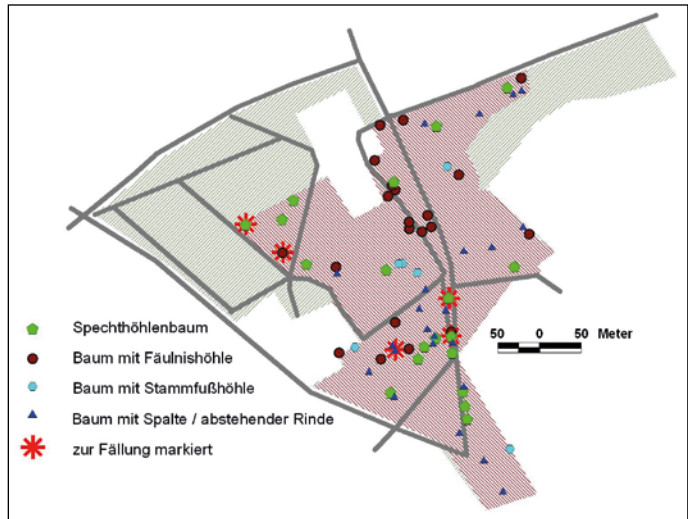 Spechthöhlenbaum
Baum mit Fäulnishöhle
Baum mit Stammfußhöhle
Baum mit Spalte / abstehender Rinde
zur Fällung markiert
50 0 50 Meter